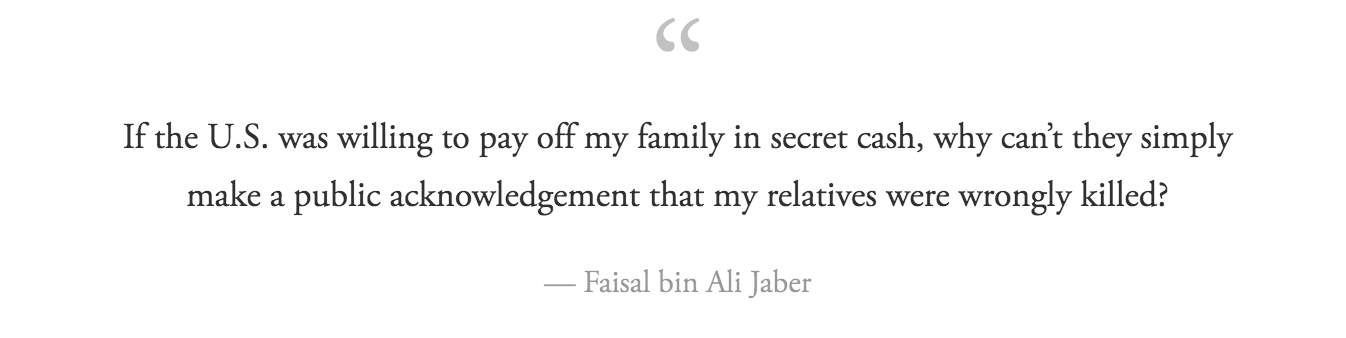 “
If the U.S. was willing to pay off my family in secret cash, why can’t they simply
make a public acknowledgement that my relatives were wrongly killed?
— Faisal bin Ali Jaber